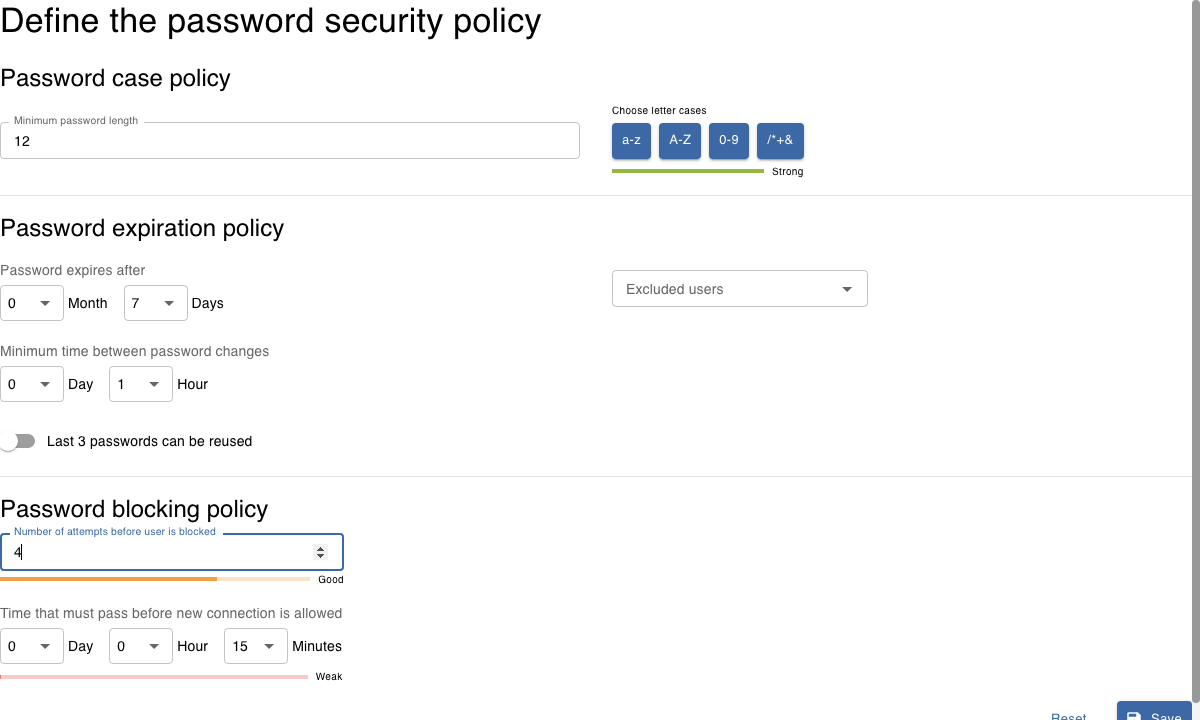 Define the password security policy
Password case policy
Minimum password length
12
Choose letter cases
a-z A-Z 0-9 /*+&
Strong
Password expiration policy
Password expires after
0 Month 7 Days
Excluded users
Minimum time between password changes
0 Day 1 Hour
Last 3 passwords can be reused
Password blocking policy
Number of attempts before user is blocked
4
Good
Time that must pass before new connection is allowed
0 Day 0 Hour 15 Minutes
Weak
Reset Save